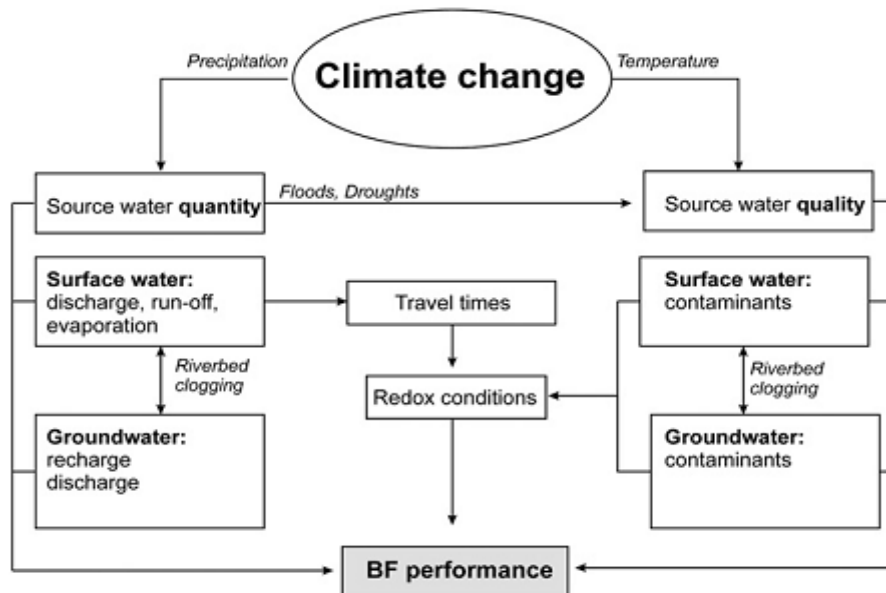 Climate change
Precipitation
Temperature
Source water quantity
Floods, Droughts
Source water quality
Surface water:
discharge, run-off,
evaporation
Travel times
Surface water:
contaminants
Riverbed
clogging
Riverbed
clogging
Redox conditions
Groundwater:
recharge
discharge
Groundwater:
contaminants
BF performance